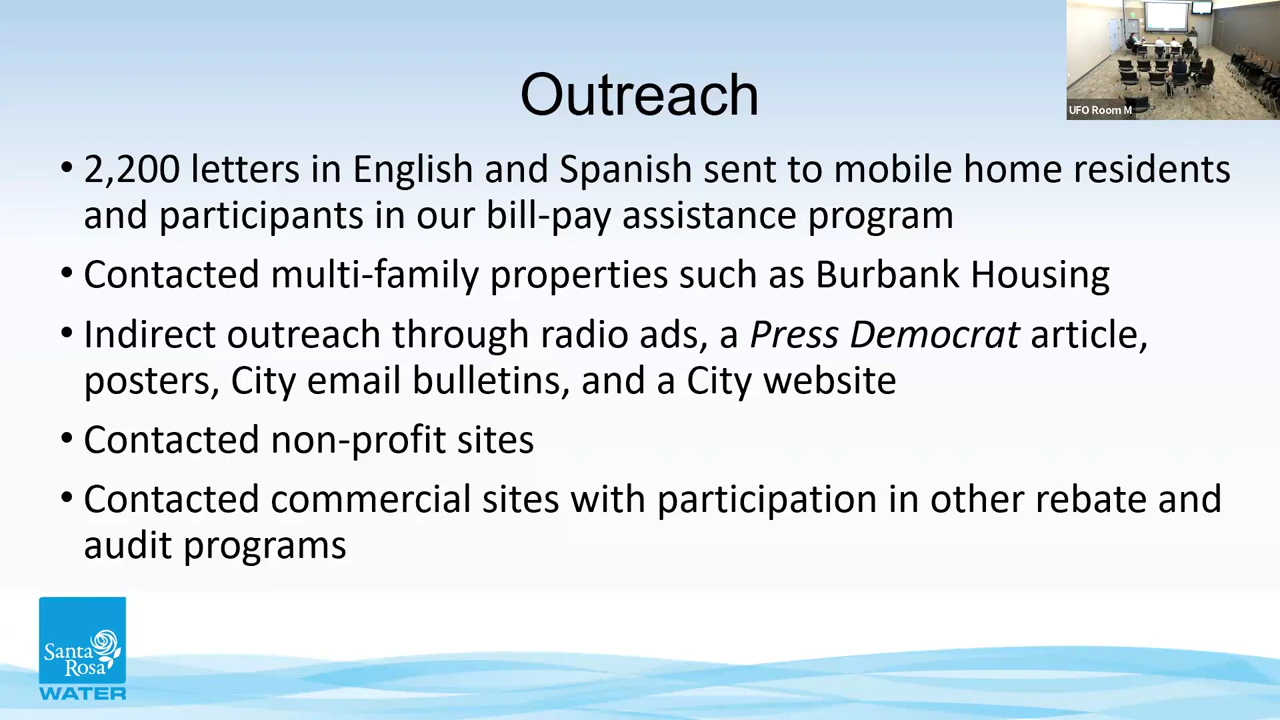 Outreach
UFO Room M
• 2,200 letters in English and Spanish sent to mobile home residents
and participants in our bill-pay assistance program
• Contacted multi-family properties such as Burbank Housing
• Indirect outreach through radio ads, a Press Democrat article,
posters, City email bulletins, and a City website
• Contacted non-profit sites
• Contacted commercial sites with participation in other rebate and
audit programs
Santa
Rosa
WATER